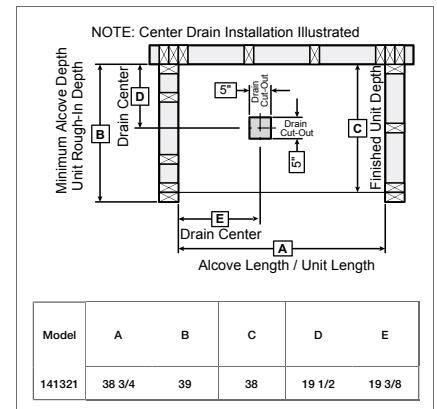 NOTE: Center Drain Installation Illustrated
Minimum Alcove Depth
Unit Rough-In Depth
B
Drain Center
D
5"
Drain
Cut-Out
Drain
Cut-Out
5"
C
Finished Unit Depth
E
Drain Center
A
Alcove Length / Unit Length
Model A B C D E
141321 38 3/4 39 38 19 1/2 19 3/8